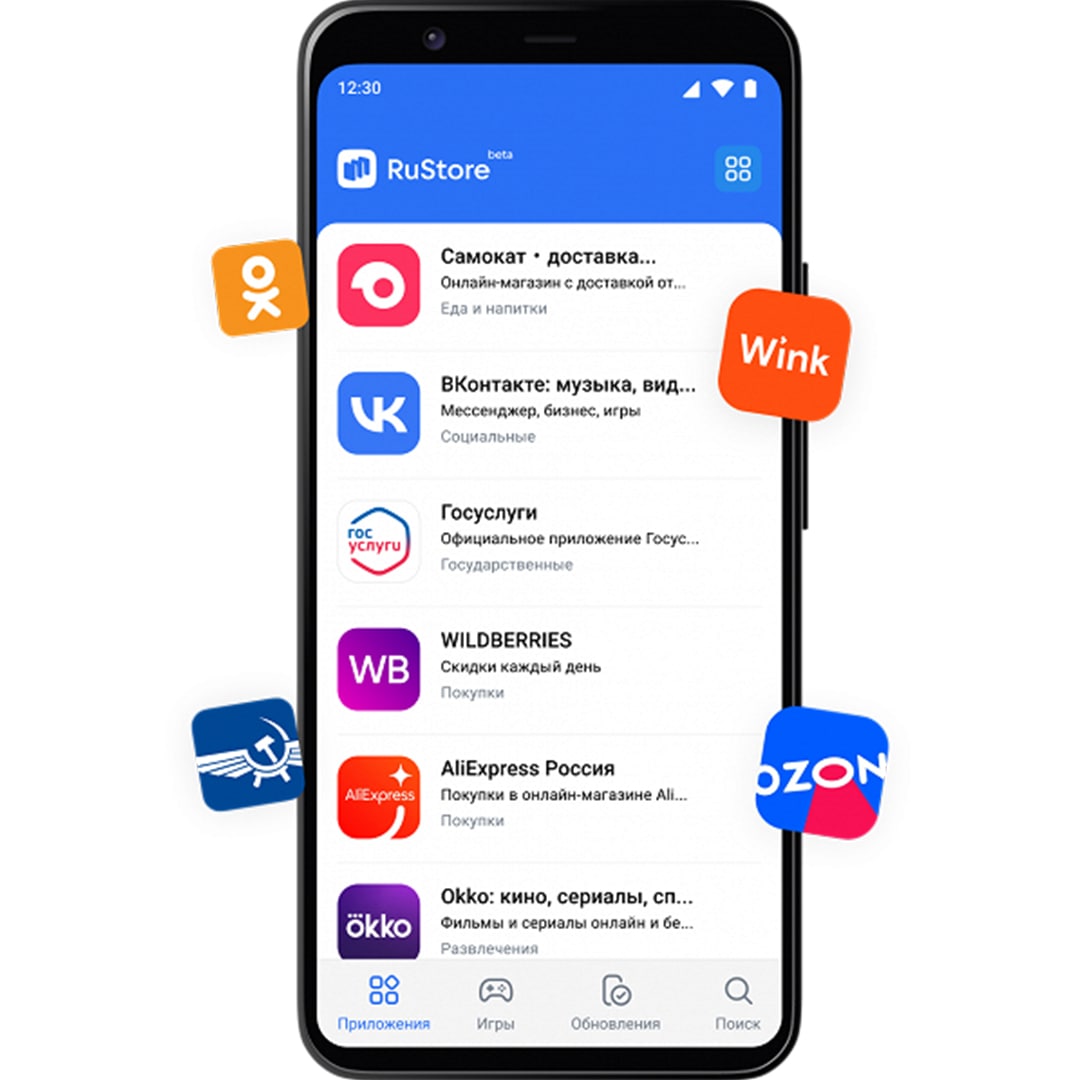 12:30
RuStore beta
Самокат • доставка...
Онлайн-магазин с доставкой от...
Еда и напитки
Wink
ВКонтакте: музыка, вид...
Мессенджер, бизнес, игры
Социальные
VK
Госуслуги
Официальное приложение Госус...
Государственные
гос
услуги
WILDBERRIES
Скидки каждый день
Покупки
WB
AliExpress Россия
Покупки в онлайн-магазине Ali...
Покупки
AliExpress
OZON
Okko: кино, сериалы, сп...
Фильмы и сериалы онлайн и бе...
Развлечения
okko
Приложения
Игры
Обновления
Поиск